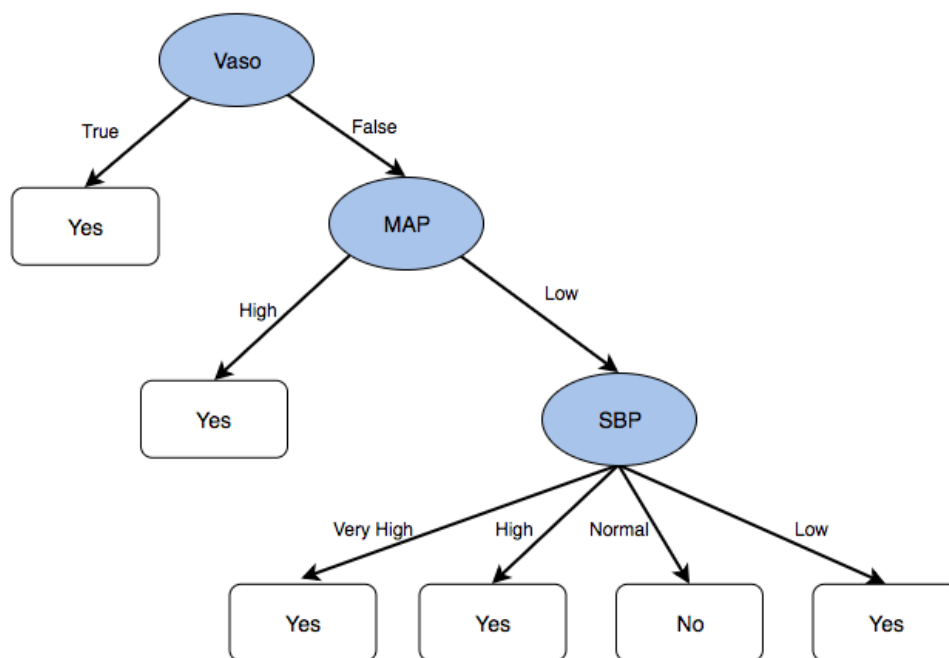 Vaso
True
False
Yes
MAP
High
Low
Yes
SBP
Very High
High
Normal
Low
Yes
Yes
No
Yes